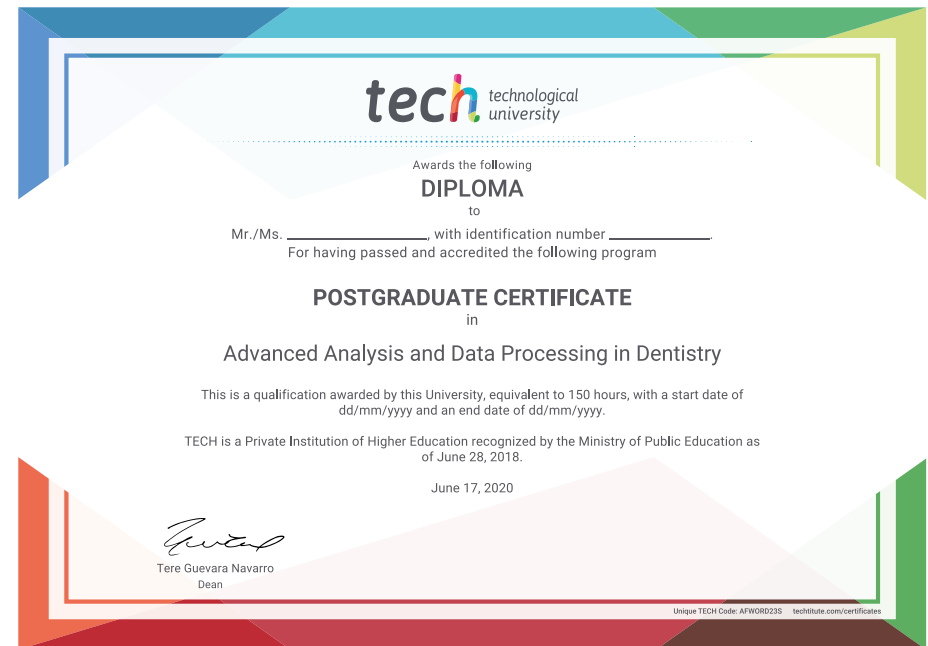 tech technological
university
Awards the following
DIPLOMA
to
Mr./Ms. ____________________, with identification number ______________.
For having passed and accredited the following program
POSTGRADUATE CERTIFICATE
in
Advanced Analysis and Data Processing in Dentistry
This is a qualification awarded by this University, equivalent to 150 hours, with a start date of
dd/mm/yyyy and an end date of dd/mm/yyyy.
TECH is a Private Institution of Higher Education recognized by the Ministry of Public Education as
of June 28, 2018.
June 17, 2020
Tere Guevara Navarro
Dean
Unique TECH Code: AFWORD23S techtitute.com/certificates